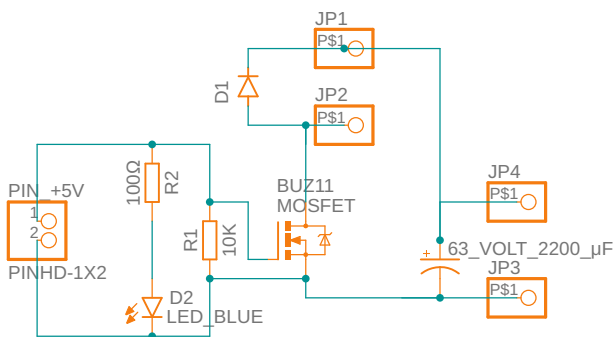 JP1
P$1
D1
JP2
P$1
100Ω
R2
BUZ11
MOSFET
JP4
P$1
PIN_+5V
1
2
PINHD-1X2
R1
10K
+
63_VOLT_2200_µF
JP3
P$1
D2
LED_BLUE